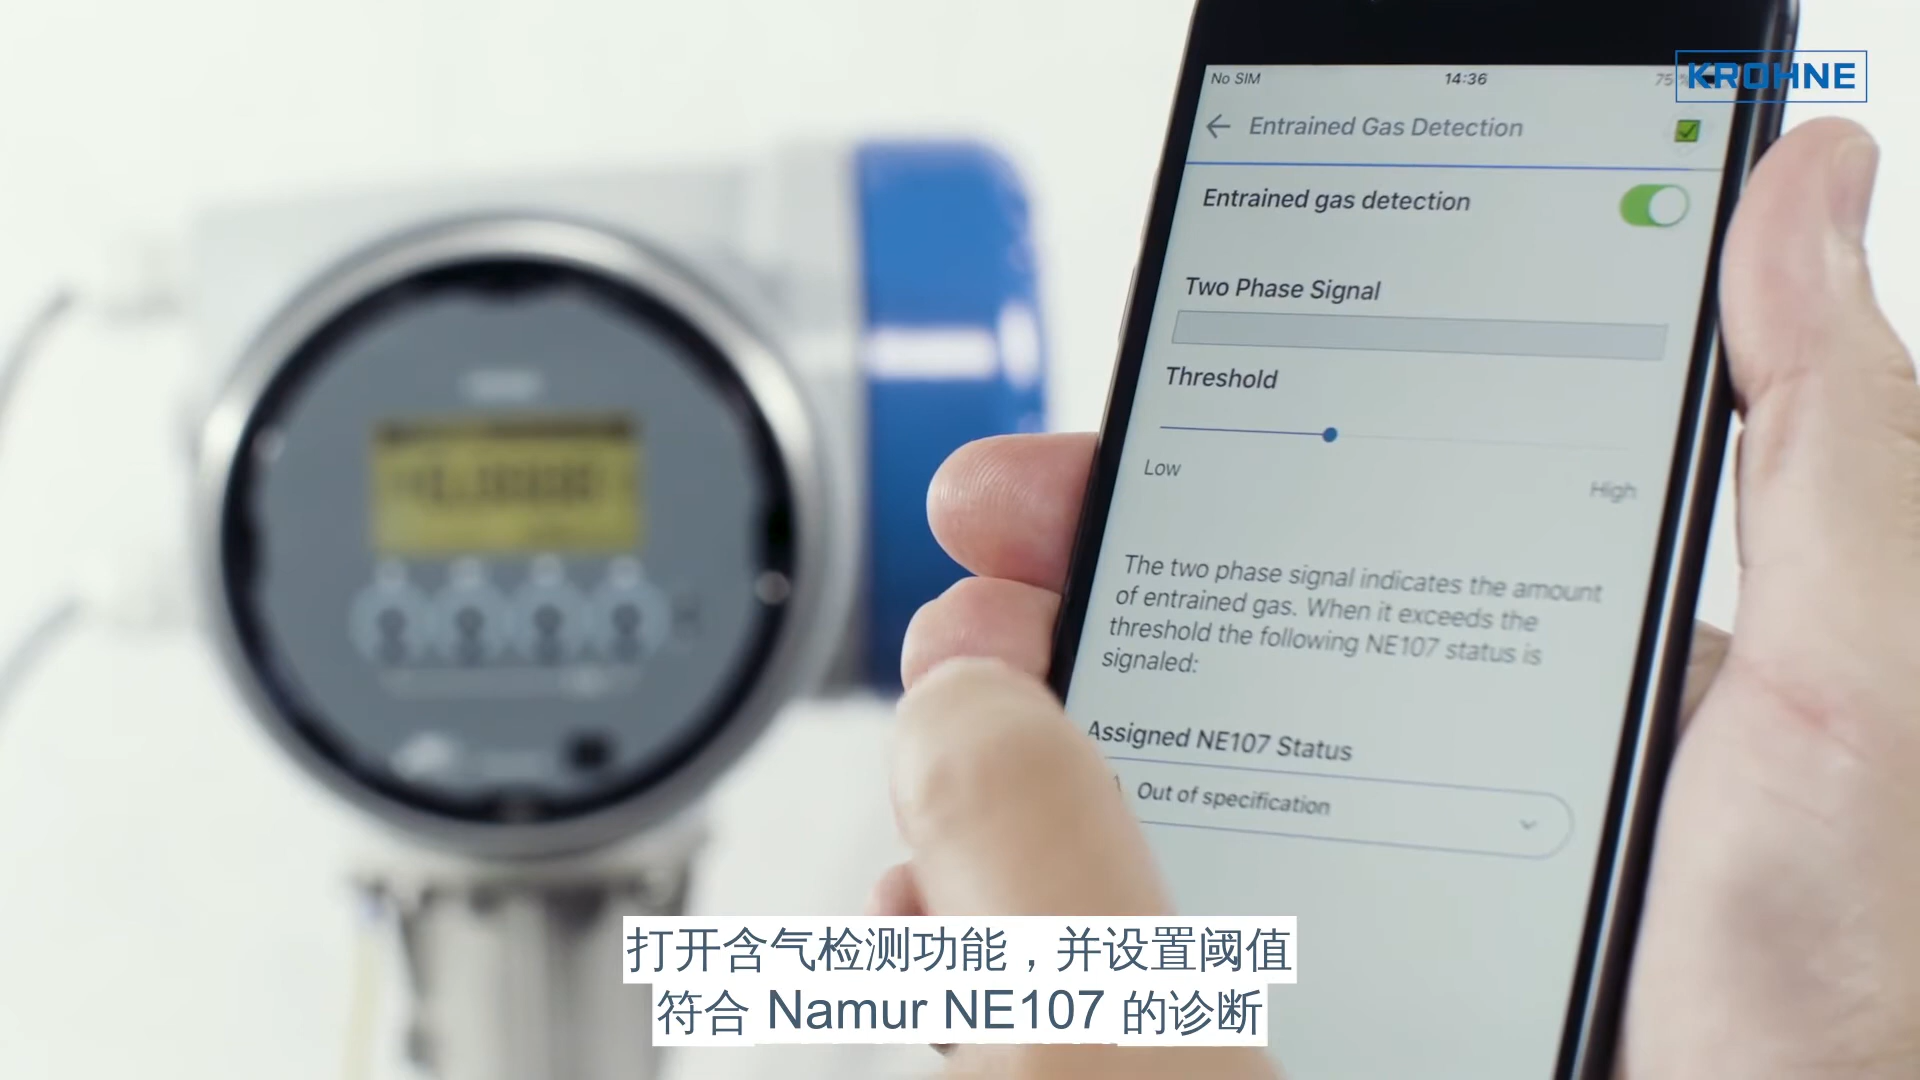 KROHNE
No SIM 14:36 75%
Entrained Gas Detection
Entrained gas detection
Two Phase Signal
Threshold
Low High
The two phase signal indicates the amount
of entrained gas. When it exceeds the
threshold the following NE107 status is
signaled:
Assigned NE107 Status
Out of specification
打开含气检测功能，并设置阈值
符合 Namur NE107 的诊断